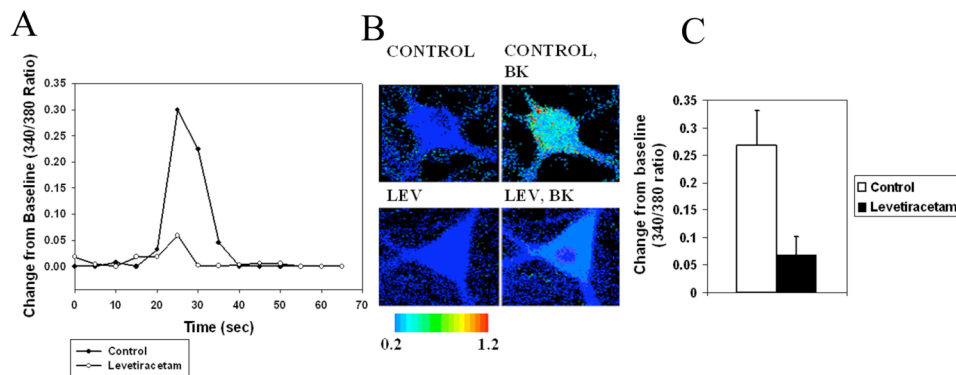 A
Change from Baseline (340/380 Ratio)
0.35
0.30
0.25
0.20
0.15
0.10
0.05
0.00
0 10 20 30 40 50 60 70
Time (sec)
Control
Levetiracetam
B
CONTROL
CONTROL,
BK
LEV
LEV, BK
0.2 1.2
C
Change from baseline
(340/380 ratio)
0.35
0.3
0.25
0.2
0.15
0.1
0.05
0
Control
Levetiracetam